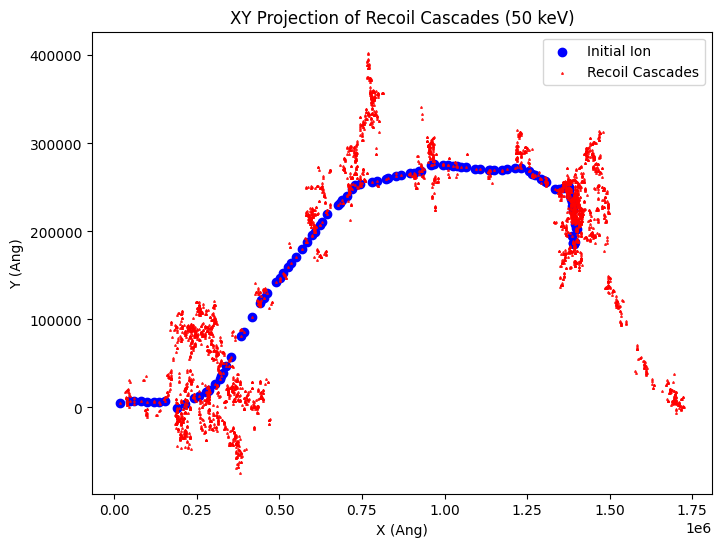 XY Projection of Recoil Cascades (50 keV)
Initial Ion
Recoil Cascades
400000
300000
200000
100000
0
Y (Ang)
0.00 0.25 0.50 0.75 1.00 1.25 1.50 1.75
1e6
X (Ang)